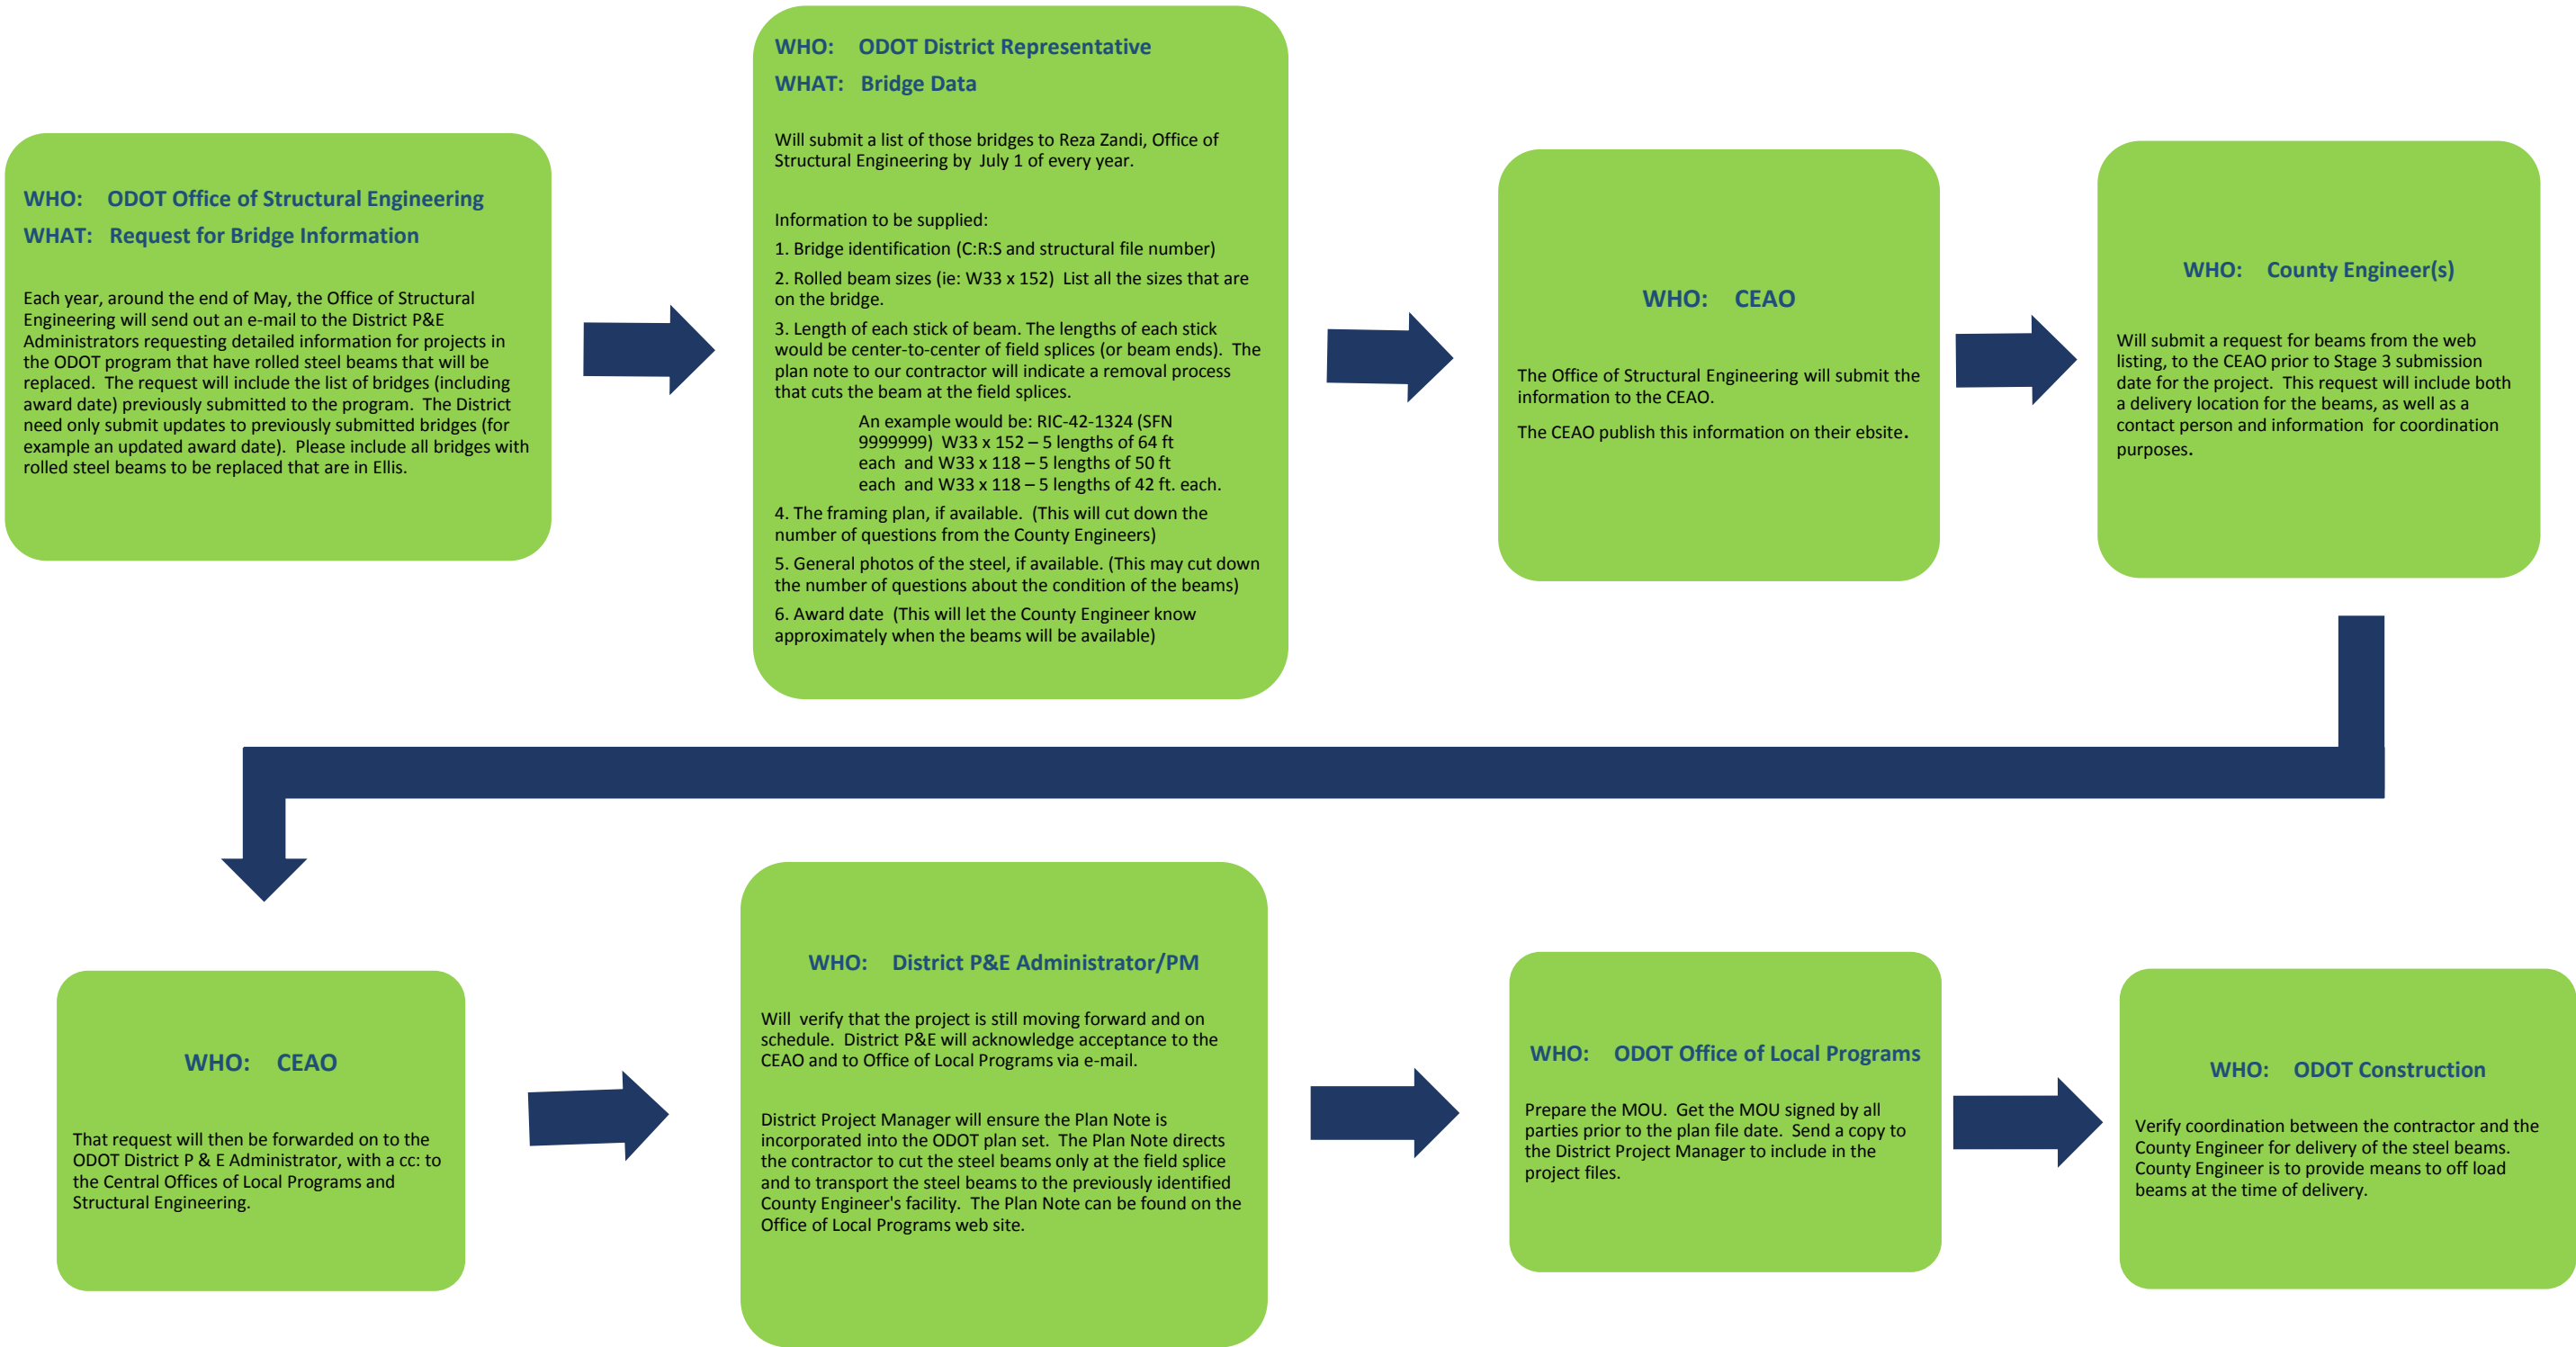 WHO: ODOT Office of Structural Engineering
WHAT: Request for Bridge Information
Each year, around the end of May, the Office of Structural
Engineering will send out an e-mail to the District P&E
Administrators requesting detailed information for projects in
the ODOT program that have rolled steel beams that will be
replaced. The request will include the list of bridges (including
award date) previously submitted to the program. The District
need only submit updates to previously submitted bridges (for
example an updated award date). Please include all bridges with
rolled steel beams to be replaced that are in Ellis.
WHO: ODOT District Representative
WHAT: Bridge Data
Will submit a list of those bridges to Reza Zandi, Office of
Structural Engineering by July 1 of every year.
Information to be supplied:
1. Bridge identification (C:R:S and structural file number)
2. Rolled beam sizes (ie: W33 x 152) List all the sizes that are
on the bridge.
3. Length of each stick of beam. The lengths of each stick
would be center-to-center of field splices (or beam ends). The
plan note to our contractor will indicate a removal process
that cuts the beam at the field splices.
An example would be: RIC-42-1324 (SFN
9999999) W33 x 152 – 5 lengths of 64 ft
each and W33 x 118 – 5 lengths of 50 ft
each and W33 x 118 – 5 lengths of 42 ft. each.
4. The framing plan, if available. (This will cut down the
number of questions from the County Engineers)
5. General photos of the steel, if available. (This may cut down
the number of questions about the condition of the beams)
6. Award date (This will let the County Engineer know
approximately when the beams will be available)
WHO: CEAO
The Office of Structural Engineering will submit the
information to the CEAO.
The CEAO publish this information on their ebsite.
WHO: County Engineer(s)
Will submit a request for beams from the web
listing, to the CEAO prior to Stage 3 submission
date for the project. This request will include both
a delivery location for the beams, as well as a
contact person and information for coordination
purposes.
WHO: CEAO
That request will then be forwarded on to the
ODOT District P & E Administrator, with a cc: to
the Central Offices of Local Programs and
Structural Engineering.
WHO: District P&E Administrator/PM
Will verify that the project is still moving forward and on
schedule. District P&E will acknowledge acceptance to the
CEAO and to Office of Local Programs via e-mail.
District Project Manager will ensure the Plan Note is
incorporated into the ODOT plan set. The Plan Note directs
the contractor to cut the steel beams only at the field splice
and to transport the steel beams to the previously identified
County Engineer's facility. The Plan Note can be found on the
Office of Local Programs web site.
WHO: ODOT Office of Local Programs
Prepare the MOU. Get the MOU signed by all
parties prior to the plan file date. Send a copy to
the District Project Manager to include in the
project files.
WHO: ODOT Construction
Verify coordination between the contractor and the
County Engineer for delivery of the steel beams.
County Engineer is to provide means to off load
beams at the time of delivery.